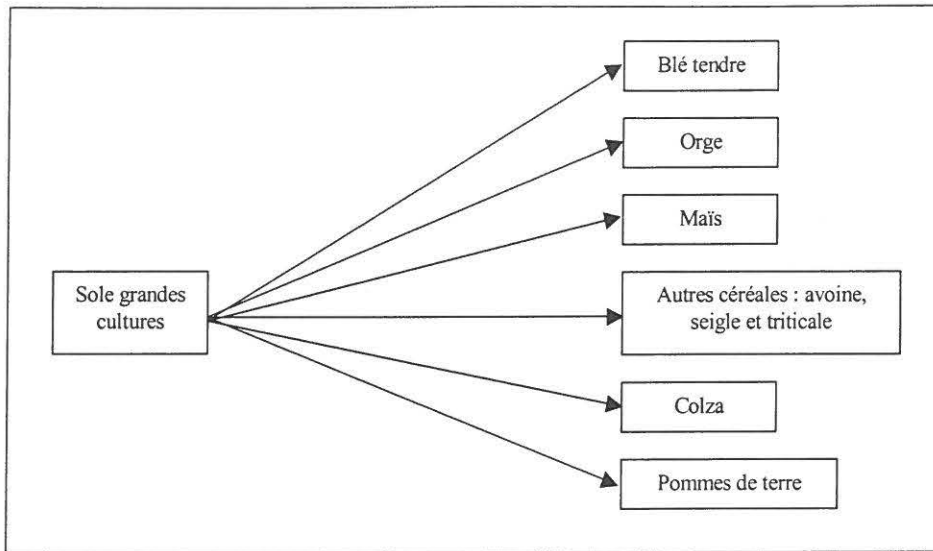 Blé tendre
Orge
Maïs
Sole grandes
cultures
Autres céréales : avoine,
seigle et triticale
Colza
Pommes de terre